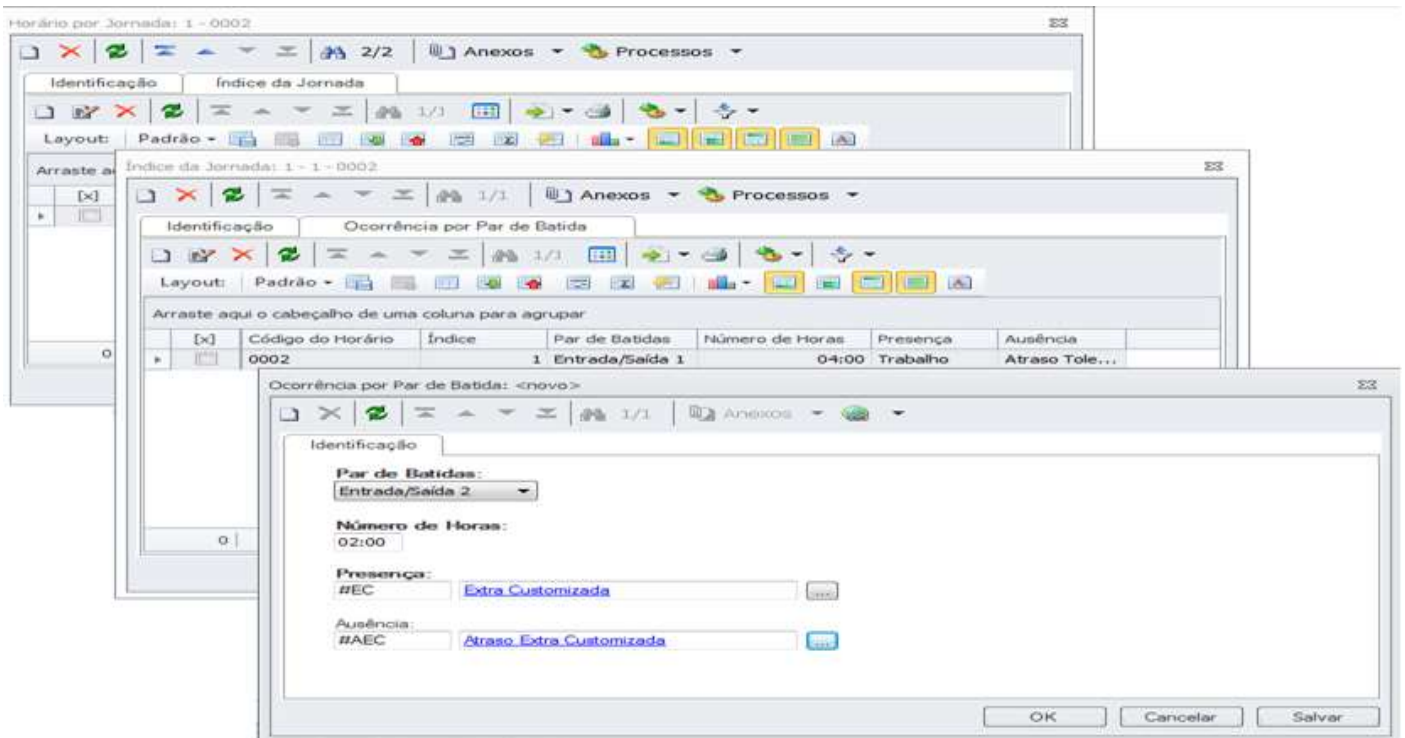 Horário por Jornada: 1 - 0002
2/2 Anexos Processos
Identificação Índice da Jornada
1/1
Layout: Padrão
Arraste a
Índice da Jornada: 1 - 1 - 0002
[x]
1/1 Anexos Processos
Identificação Ocorrência por Par de Batida
1/1
Layout: Padrão
Arraste aqui o cabeçalho de uma coluna para agrupar
[x] Código do Horário Índice Par de Batidas Número de Horas Presença Ausência
0 0002 1 Entrada/Saída 1 04:00 Trabalho Atraso Tole...
Ocorrência por Par de Batida: <novo>
1/1 Anexos
Identificação
Par de Batidas:
Entrada/Saída 2
Número de Horas:
0 02:00
Presença:
#EC Extra Customizada ...
Ausência:
#AEC Atraso Extra Customizada ...
OK Cancelar Salvar